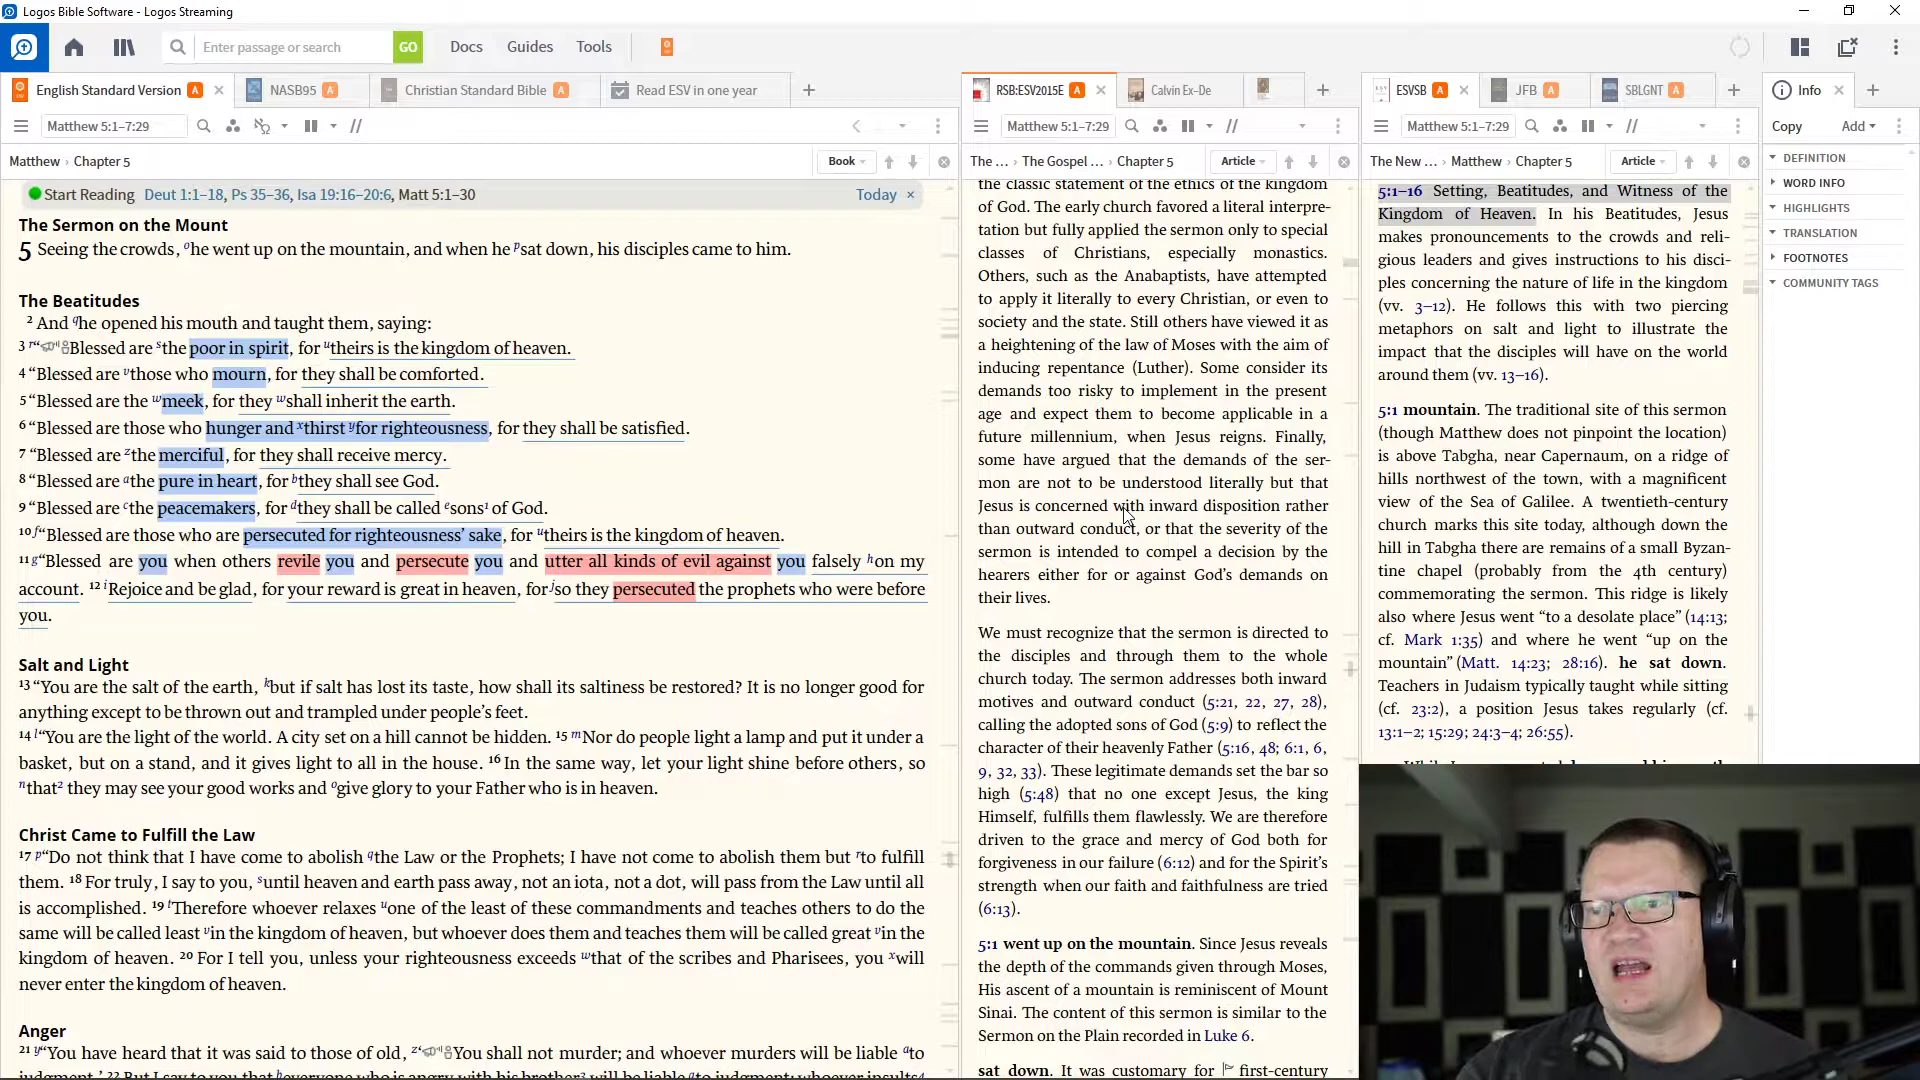 Logos Bible Software - Logos Streaming
Enter passage or search
GO
Docs
Guides
Tools
English Standard Version A
NASB95 A
Christian Standard Bible A
Read ESV in one year
Matthew 5:1–7:29
Matthew › Chapter 5
Book
Start Reading Deut 1:1–18, Ps 35–36, Isa 19:16–20:6, Matt 5:1–30
Today ×
The Sermon on the Mount
5 Seeing the crowds, ohe went up on the mountain, and when he psat down, his disciples came to him.
The Beatitudes
2 And qhe opened his mouth and taught them, saying:
3 r“Blessed are sthe poor in spirit, for utheirs is the kingdom of heaven.
4 “Blessed are vthose who mourn, for they shall be comforted.
5 “Blessed are the wmeek, for they wshall inherit the earth.
6 “Blessed are those who hunger and xthirst yfor righteousness, for they shall be satisfied.
7 “Blessed are zthe merciful, for they shall receive mercy.
8 “Blessed are athe pure in heart, for bthey shall see God.
9 “Blessed are cthe peacemakers, for dthey shall be called esons1 of God.
10 f“Blessed are those who are persecuted for righteousness’ sake, for utheirs is the kingdom of heaven.
11 g“Blessed are you when others revile you and persecute you and utter all kinds of evil against you falsely hon my
account. 12 iRejoice and be glad, for your reward is great in heaven, for jso they persecuted the prophets who were before
you.
Salt and Light
13 “You are the salt of the earth, kbut if salt has lost its taste, how shall its saltiness be restored? It is no longer good for
anything except to be thrown out and trampled under people’s feet.
14 l“You are the light of the world. A city set on a hill cannot be hidden. 15 mNor do people light a lamp and put it under a
basket, but on a stand, and it gives light to all in the house. 16 In the same way, let your light shine before others, so
nthat2 they may see your good works and ogive glory to your Father who is in heaven.
Christ Came to Fulfill the Law
17 p“Do not think that I have come to abolish qthe Law or the Prophets; I have not come to abolish them but rto fulfill
them. 18 For truly, I say to you, suntil heaven and earth pass away, not an iota, not a dot, will pass from the Law until all
is accomplished. 19 tTherefore whoever relaxes uone of the least of these commandments and teaches others to do the
same will be called least vin the kingdom of heaven, but whoever does them and teaches them will be called great vin the
kingdom of heaven. 20 For I tell you, unless your righteousness exceeds wthat of the scribes and Pharisees, you xwill
never enter the kingdom of heaven.
Anger
21 y“You have heard that it was said to those of old, z‘You shall not murder; and whoever murders will be liable ato
judgment.’ 22 But I say to you that beveryone who is angry with his brother3 will be liable ato judgment; whoever insults4
RSB:ESV2015E A
Calvin Ex–De
Matthew 5:1–7:29
The ... › The Gospel ... › Chapter 5
Article
the classic statement of the ethics of the kingdom
of God. The early church favored a literal interpre-
tation but fully applied the sermon only to special
classes of Christians, especially monastics.
Others, such as the Anabaptists, have attempted
to apply it literally to every Christian, or even to
society and the state. Still others have viewed it as
a heightening of the law of Moses with the aim of
inducing repentance (Luther). Some consider its
demands too risky to implement in the present
age and expect them to become applicable in a
future millennium, when Jesus reigns. Finally,
some have argued that the demands of the ser-
mon are not to be understood literally but that
Jesus is concerned with inward disposition rather
than outward conduct, or that the severity of the
sermon is intended to compel a decision by the
hearers either for or against God’s demands on
their lives.
We must recognize that the sermon is directed to
the disciples and through them to the whole
church today. The sermon addresses both inward
motives and outward conduct (5:21, 22, 27, 28),
calling the adopted sons of God (5:9) to reflect the
character of their heavenly Father (5:16, 48; 6:1, 6,
9, 32, 33). These legitimate demands set the bar so
high (5:48) that no one except Jesus, the king
Himself, fulfills them flawlessly. We are therefore
driven to the grace and mercy of God both for
forgiveness in our failure (6:12) and for the Spirit’s
strength when our faith and faithfulness are tried
(6:13).
5:1 went up on the mountain. Since Jesus reveals
the depth of the commands given through Moses,
His ascent of a mountain is reminiscent of Mount
Sinai. The content of this sermon is similar to the
Sermon on the Plain recorded in Luke 6.
sat down. It was customary for first-century
ESVSB A
JFB A
SBLGNT A
Matthew 5:1–7:29
The New ... › Matthew › Chapter 5
Article
5:1–16 Setting, Beatitudes, and Witness of the
Kingdom of Heaven. In his Beatitudes, Jesus
makes pronouncements to the crowds and reli-
gious leaders and gives instructions to his disci-
ples concerning the nature of life in the kingdom
(vv. 3–12). He follows this with two piercing
metaphors on salt and light to illustrate the
impact that the disciples will have on the world
around them (vv. 13–16).
5:1 mountain. The traditional site of this sermon
(though Matthew does not pinpoint the location)
is above Tabgha, near Capernaum, on a ridge of
hills northwest of the town, with a magnificent
view of the Sea of Galilee. A twentieth-century
church marks this site today, although down the
hill in Tabgha there are remains of a small Byzan-
tine chapel (probably from the 4th century)
commemorating the sermon. This ridge is likely
also where Jesus went “to a desolate place” (14:13;
cf. Mark 1:35) and where he went “up on the
mountain” (Matt. 14:23; 28:16). he sat down.
Teachers in Judaism typically taught while sitting
(cf. 23:2), a position Jesus takes regularly (cf.
13:1–2; 15:29; 24:3–4; 26:55).
Info
Copy
Add
DEFINITION
WORD INFO
HIGHLIGHTS
TRANSLATION
FOOTNOTES
COMMUNITY TAGS